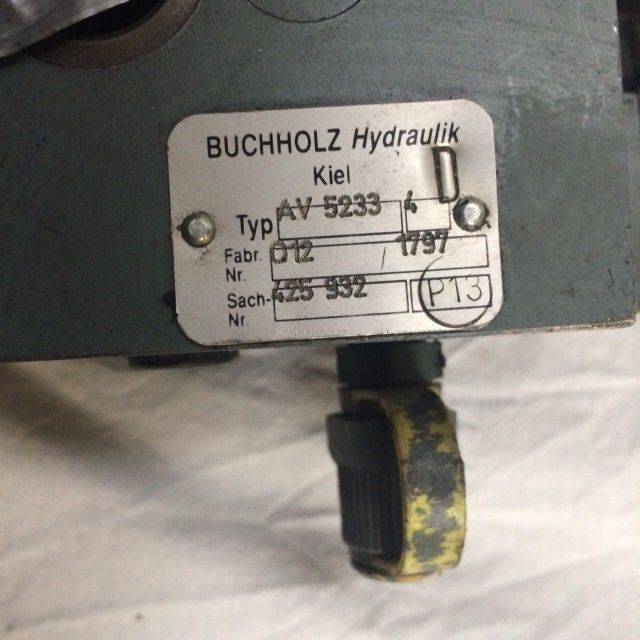 BUCHHOLZ Hydraulik
Kiel
Typ AV 5233 4
Fabr. Nr. 012 / 1797
Sach- Nr. 425 932 P13